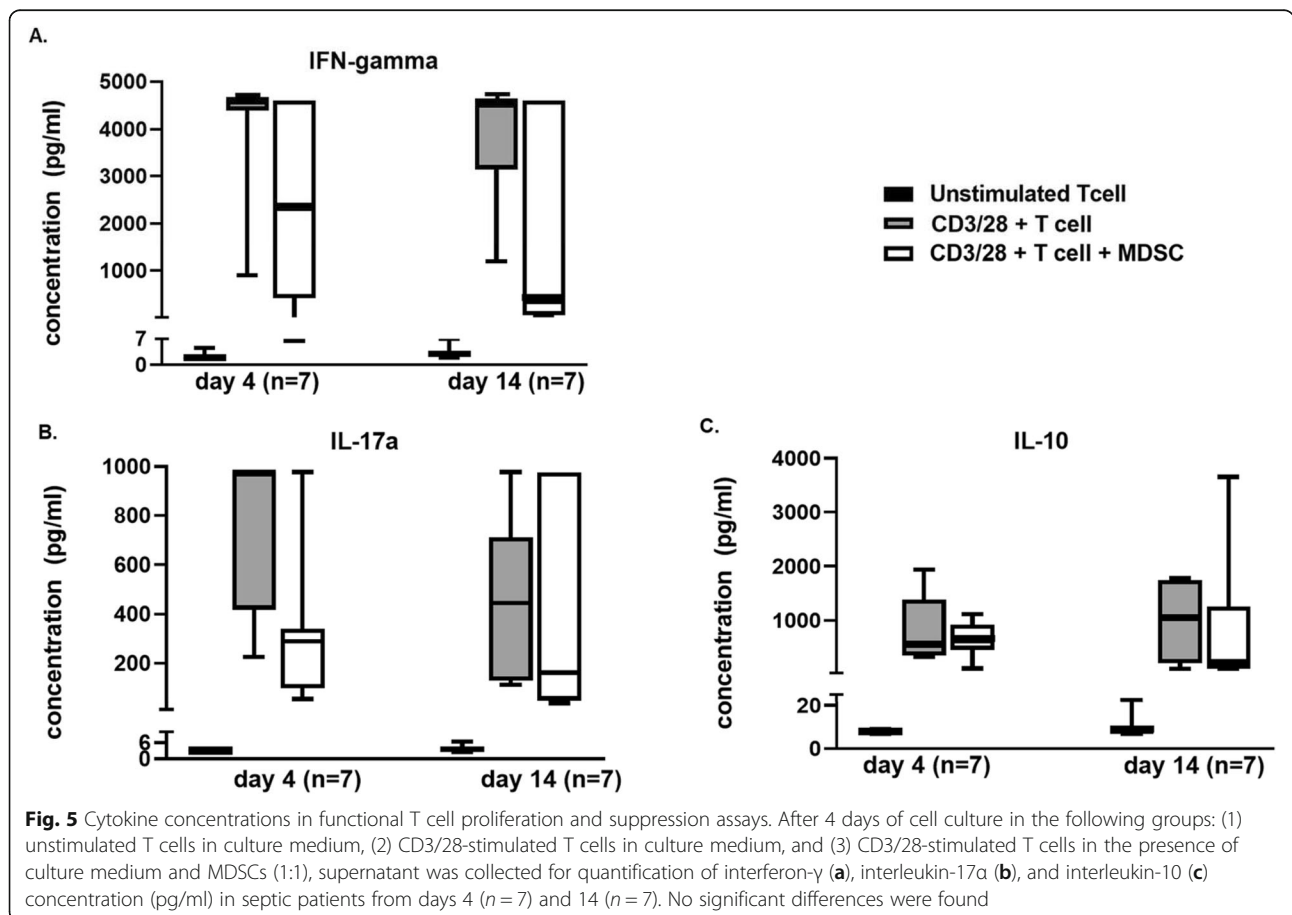 A.
IFN-gamma
concentration (pg/ml)
5000
4000
3000
2000
1000
7
0
day 4 (n=7)
day 14 (n=7)
Unstimulated Tcell
CD3/28 + T cell
CD3/28 + T cell + MDSC
B.
IL-17a
concentration (pg/ml)
1000
800
600
400
200
6
0
day 4 (n=7)
day 14 (n=7)
C.
IL-10
concentration (pg/ml)
4000
3000
2000
1000
20
0
day 4 (n=7)
day 14 (n=7)
Fig. 5 Cytokine concentrations in functional T cell proliferation and suppression assays. After 4 days of cell culture in the following groups: (1)
unstimulated T cells in culture medium, (2) CD3/28-stimulated T cells in culture medium, and (3) CD3/28-stimulated T cells in the presence of
culture medium and MDSCs (1:1), supernatant was collected for quantification of interferon-γ (a), interleukin-17α (b), and interleukin-10 (c)
concentration (pg/ml) in septic patients from days 4 (n = 7) and 14 (n = 7). No significant differences were found